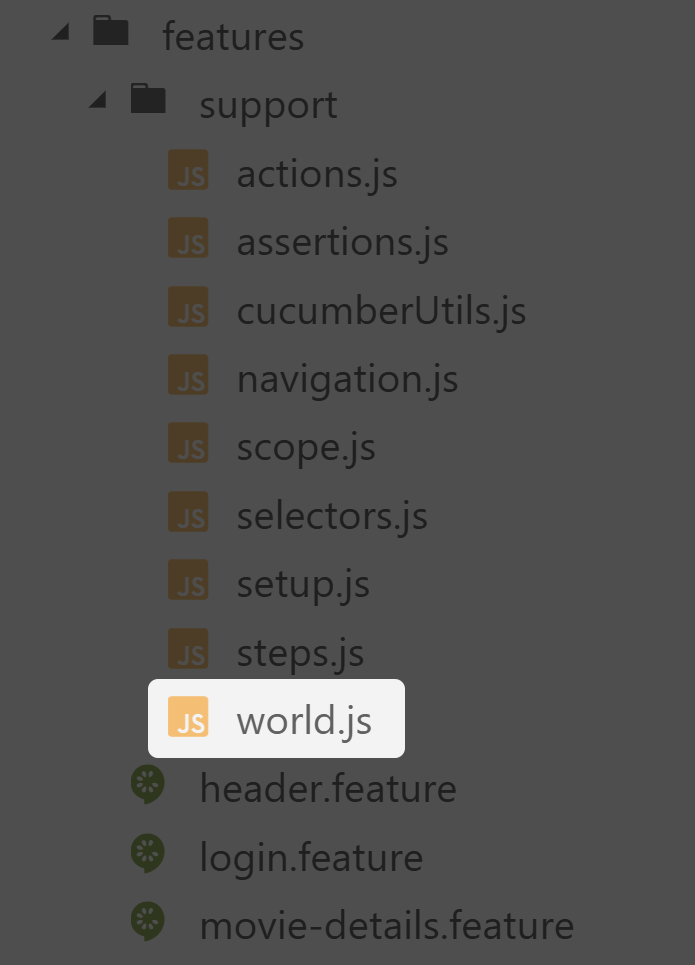 features
support
JS actions.js
JS assertions.js
JS cucumberUtils.js
JS navigation.js
JS scope.js
JS selectors.js
JS setup.js
JS steps.js
JS world.js
header.feature
login.feature
movie-details.feature